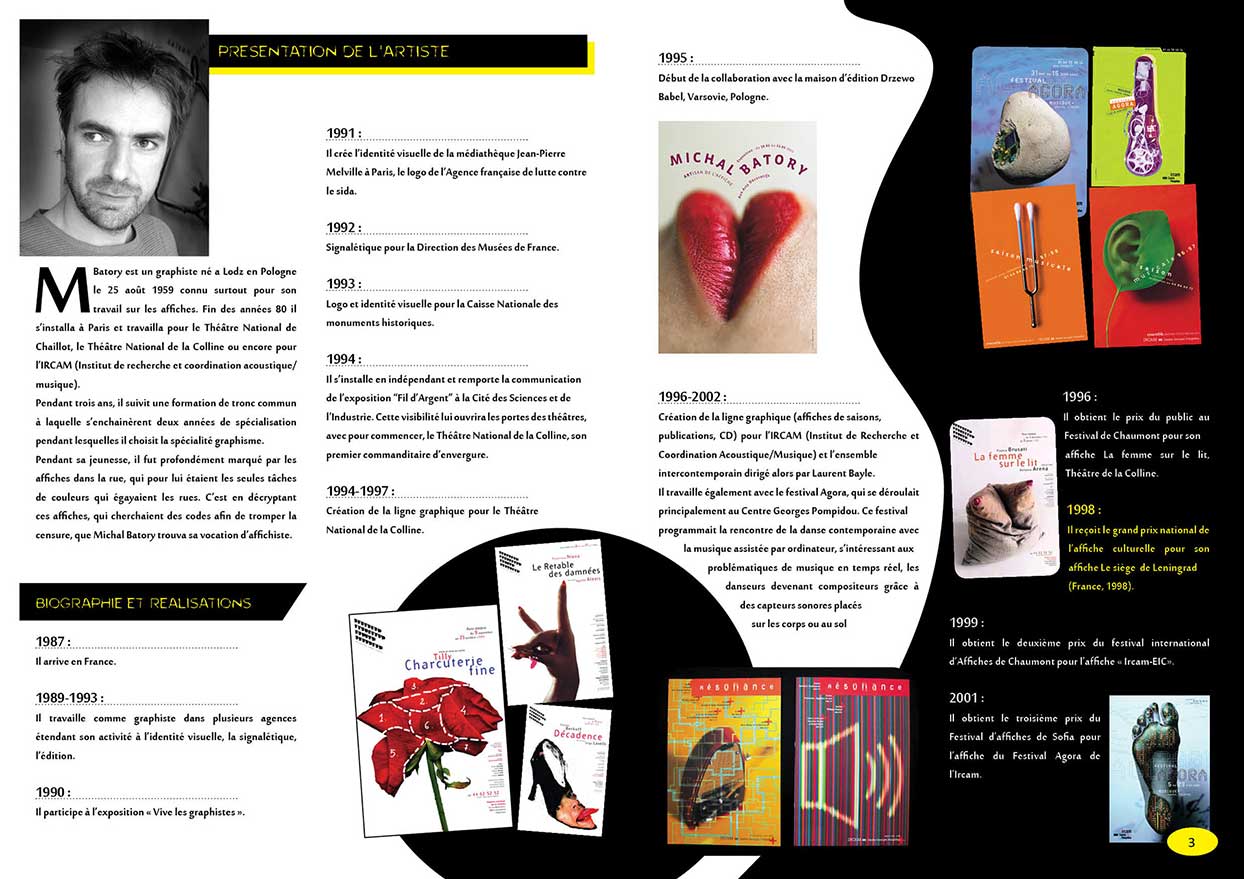 PRESENTATION DE L'ARTISTE
M Batory est un graphiste né a Lodz en Pologne
le 25 août 1959 connu surtout pour son
travail sur les affiches. Fin des années 80 il
s'installa à Paris et travailla pour le Théâtre National de
Chaillot, le Théâtre National de la Colline ou encore pour
l'IRCAM (Institut de recherche et coordination acoustique/
musique).
Pendant trois ans, il suivit une formation de tronc commun
à laquelle s'enchainèrent deux années de spécialisation
pendant lesquelles il choisit la spécialité graphisme.
Pendant sa jeunesse, il fut profondément marqué par les
affiches dans la rue, qui pour lui étaient les seules tâches
de couleurs qui égayaient les rues. C'est en décryptant
ces affiches, qui cherchaient des codes afin de tromper la
censure, que Michal Batory trouva sa vocation d'affichiste.
BIOGRAPHIE ET REALISATIONS
1987 :
Il arrive en France.
1989-1993 :
Il travaille comme graphiste dans plusieurs agences
étendant son activité à l'identité visuelle, la signalétique,
l'édition.
1990 :
Il participe à l'exposition « Vive les graphistes ».
1991 :
Il crée l'identité visuelle de la médiathèque Jean-Pierre
Melville à Paris, le logo de l'Agence française de lutte contre
le sida.
1992 :
Signalétique pour la Direction des Musées de France.
1993 :
Logo et identité visuelle pour la Caisse Nationale des
monuments historiques.
1994 :
Il s'installe en indépendant et remporte la communication
de l'exposition "Fil d'Argent" à la Cité des Sciences et de
l'Industrie. Cette visibilité lui ouvrira les portes des théâtres,
avec pour commencer, le Théâtre National de la Colline, son
premier commanditaire d'envergure.
1994-1997 :
Création de la ligne graphique pour le Théâtre
National de la Colline.
Le Retable
des damnées
Tilly
Charcuterie
fine
1
2
3
4
5
6
7
Décadence
1995 :
Début de la collaboration avec la maison d'édition Drzewo
Babel, Varsovie, Pologne.
MICHAL BATORY
ARTISAN DE L'AFFICHE
1996-2002 :
Création de la ligne graphique (affiches de saisons,
publications, CD) pour l'IRCAM (Institut de Recherche et
Coordination Acoustique/Musique) et l'ensemble
intercontemporain dirigé alors par Laurent Bayle.
Il travaille également avec le festival Agora, qui se déroulait
principalement au Centre Georges Pompidou. Ce festival
programmait la rencontre de la danse contemporaine avec
la musique assistée par ordinateur, s'intéressant aux
problématiques de musique en temps réel, les
danseurs devenant compositeurs grâce à
des capteurs sonores placés
sur les corps ou au sol
résonance
résonance
FESTIVAL
AGORA
AGORA
saison musicale
saison
musicale 96-97
1996 :
Il obtient le prix du public au
Festival de Chaumont pour son
affiche La femme sur le lit,
Théâtre de la Colline.
Franco Brusati
La femme
sur le lit
Arena
1998 :
Il reçoit le grand prix national de
l'affiche culturelle pour son
affiche Le siège de Leningrad
(France, 1998).
1999 :
Il obtient le deuxième prix du festival international
d'Affiches de Chaumont pour l'affiche « Ircam-EIC».
2001 :
Il obtient le troisième prix du
Festival d'affiches de Sofia pour
l'affiche du Festival Agora de
l'Ircam.
FESTIVAL
AGORA
3